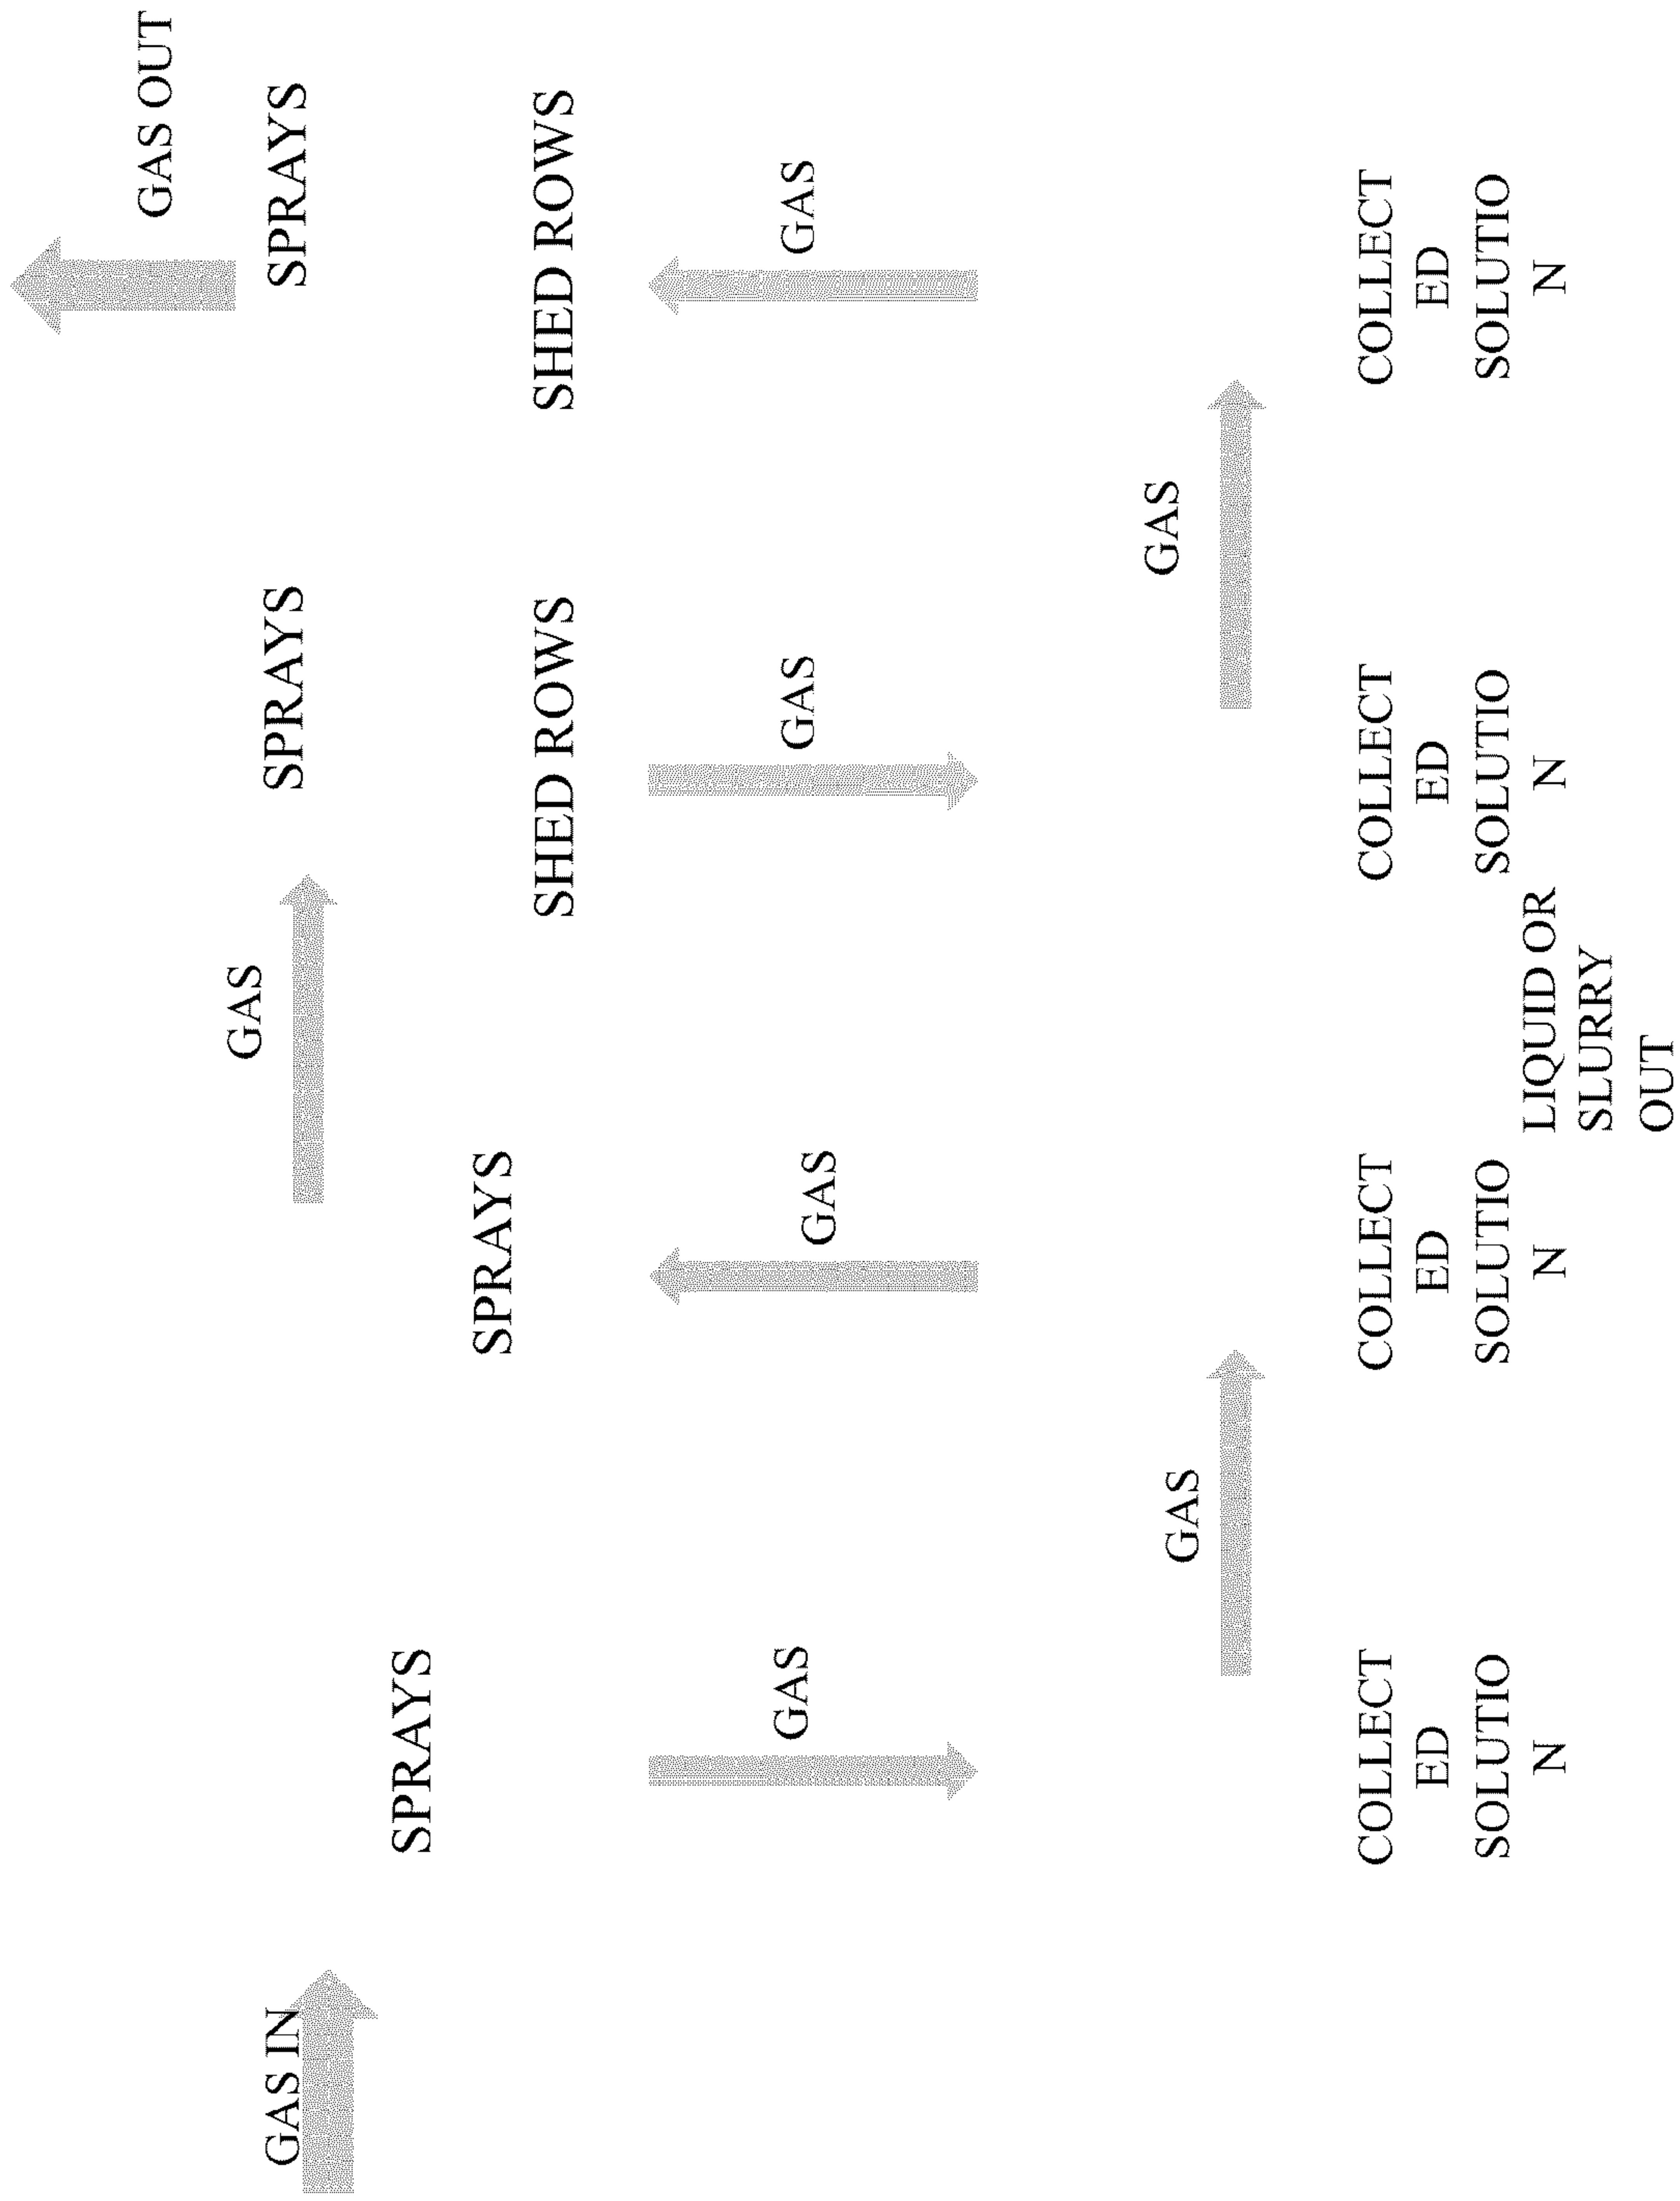 GAS OUT
GAS
GAS IN
SPRAYS
SPRAYS
SPRAYS
SPRAYS
SHED ROWS
SHED ROWS
GAS
GAS
GAS
GAS
GAS
GAS
COLLECT
ED
SOLUTIO
N
COLLECT
ED
SOLUTIO
N
COLLECT
ED
SOLUTIO
N
COLLECT
ED
SOLUTIO
N
LIQUID OR
SLURRY
OUT